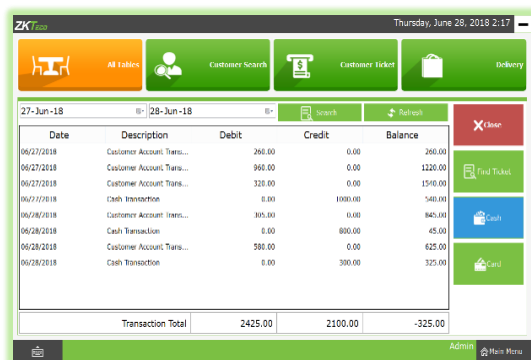 ZKTeco
Thursday, June 28, 2018 2:17
All Tables
Customer Search
Customer Ticket
Delivery
27-Jun-18 28-Jun-18 Search Refresh
Close
Date Description Debit Credit Balance
06/27/2018 Customer Account Trans... 260.00 0.00 260.00
06/27/2018 Customer Account Trans... 960.00 0.00 1220.00
06/27/2018 Customer Account Trans... 320.00 0.00 1540.00
06/27/2018 Cash Transaction 0.00 1000.00 540.00
06/28/2018 Customer Account Trans... 305.00 0.00 845.00
06/28/2018 Cash Transaction 0.00 800.00 45.00
06/28/2018 Customer Account Trans... 580.00 0.00 625.00
06/28/2018 Cash Transaction 0.00 300.00 325.00
Find Ticket
Cash
Card
Transaction Total 2425.00 2100.00 -325.00
Admin
Main Menu